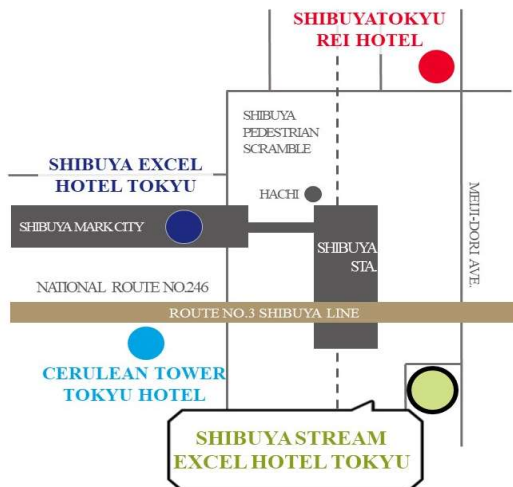 SHIBUYATOKYU
REI HOTEL
SHIBUYA
PEDESTRIAN
SCRAMBLE
SHIBUYA EXCEL
HOTEL TOKYU
HACHI
MEIJI-DORI AVE.
SHIBUYA MARK CITY
SHIBUYA
STA.
NATIONAL ROUTE NO.246
ROUTE NO.3 SHIBUYA LINE
CERULEAN TOWER
TOKYU HOTEL
SHIBUYA STREAM
EXCEL HOTEL TOKYU